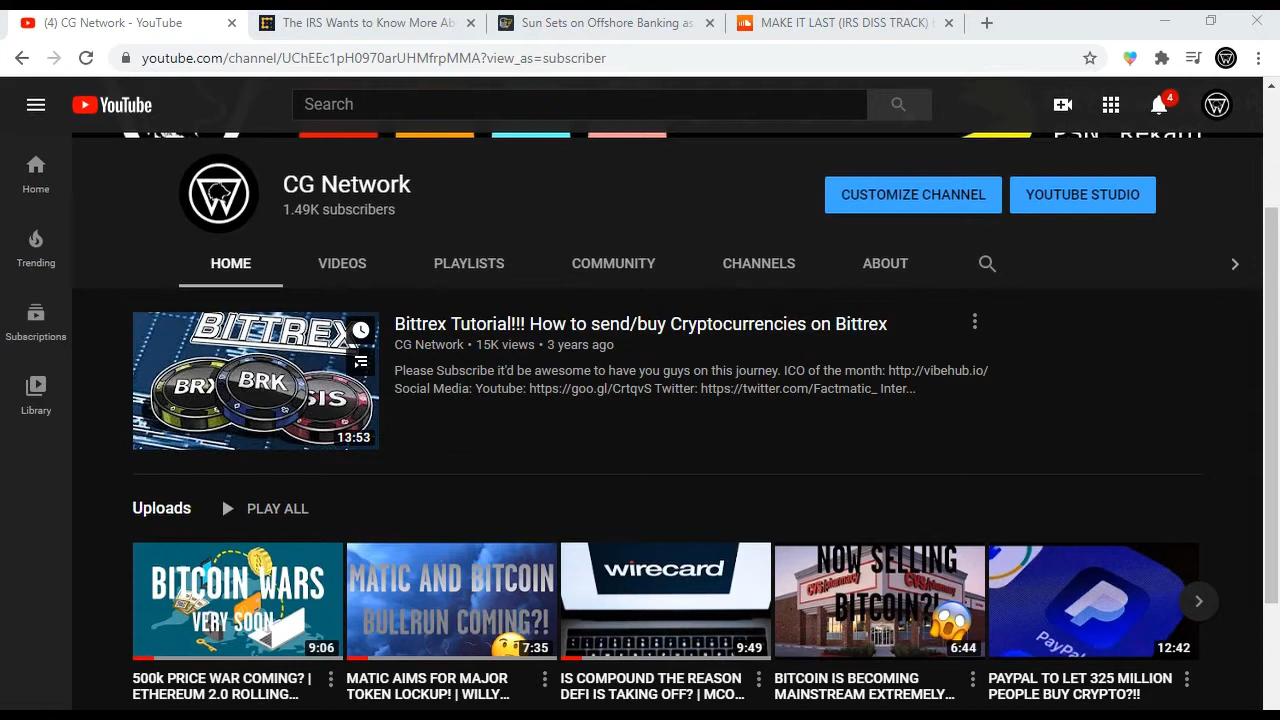 (4) CG Network - YouTube
The IRS Wants to Know More Ab
Sun Sets on Offshore Banking as
MAKE IT LAST (IRS DISS TRACK)
youtube.com/channel/UChEEc1pH0970arUHMfrpMMA?view_as=subscriber
YouTube
Search
4
Home
Trending
Subscriptions
Library
CG Network
1.49K subscribers
CUSTOMIZE CHANNEL
YOUTUBE STUDIO
HOME
VIDEOS
PLAYLISTS
COMMUNITY
CHANNELS
ABOUT
BITTREX
BRX
BRK
SIS
13:53
Bittrex Tutorial!!! How to send/buy Cryptocurrencies on Bittrex
CG Network • 15K views • 3 years ago
Please Subscribe it'd be awesome to have you guys on this journey. ICO of the month: http://vibehub.io/
Social Media: Youtube: https://goo.gl/CrtqvS Twitter: https://twitter.com/Factmatic_ Inter...
Uploads
PLAY ALL
BITCOIN WARS
VERY SOON
9:06
MATIC AND BITCOIN
BULLRUN COMING?!
7:35
wirecard
9:49
NOW SELLING
CVS/pharmacy
BITCOIN?!
6:44
PayPal
12:42
500k PRICE WAR COMING? |
ETHEREUM 2.0 ROLLING...
MATIC AIMS FOR MAJOR
TOKEN LOCKUP! | WILLY...
IS COMPOUND THE REASON
DEFI IS TAKING OFF? | MCO...
BITCOIN IS BECOMING
MAINSTREAM EXTREMELY...
PAYPAL TO LET 325 MILLION
PEOPLE BUY CRYPTO?!!